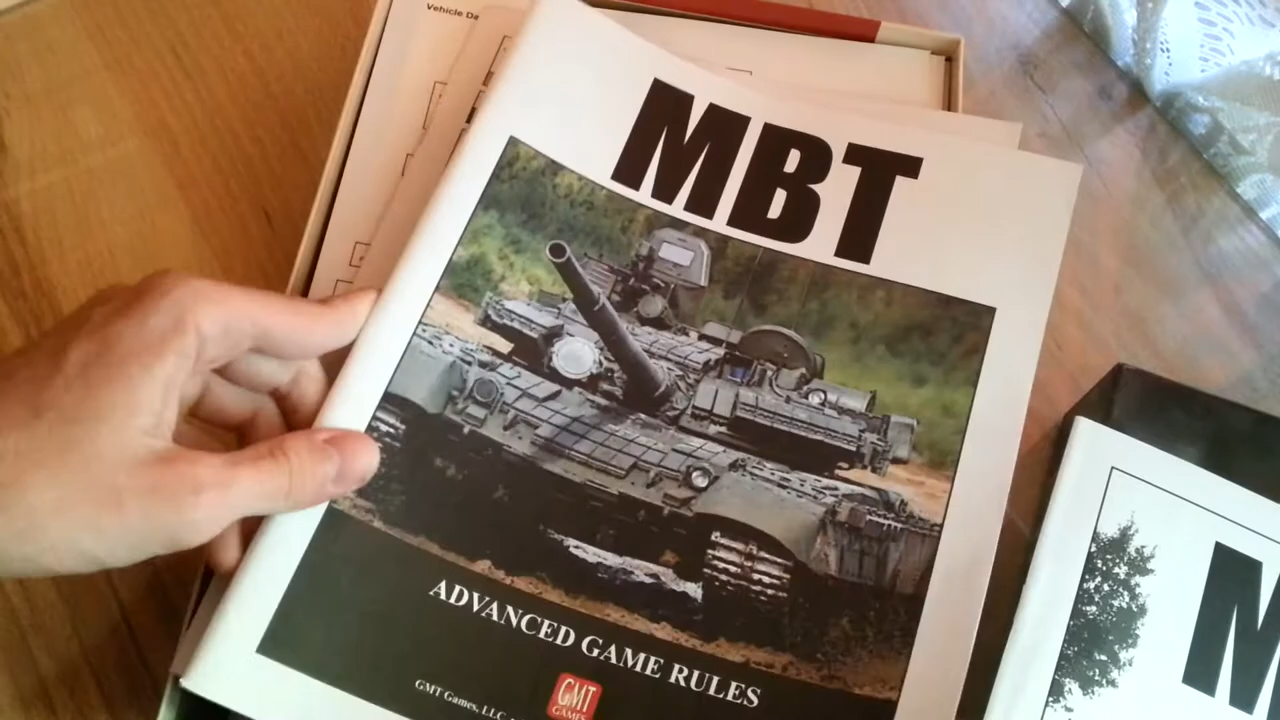 Vehicle Da
MBT
ADVANCED GAME RULES
GMT Games, LLC
GMT
GAMES
M